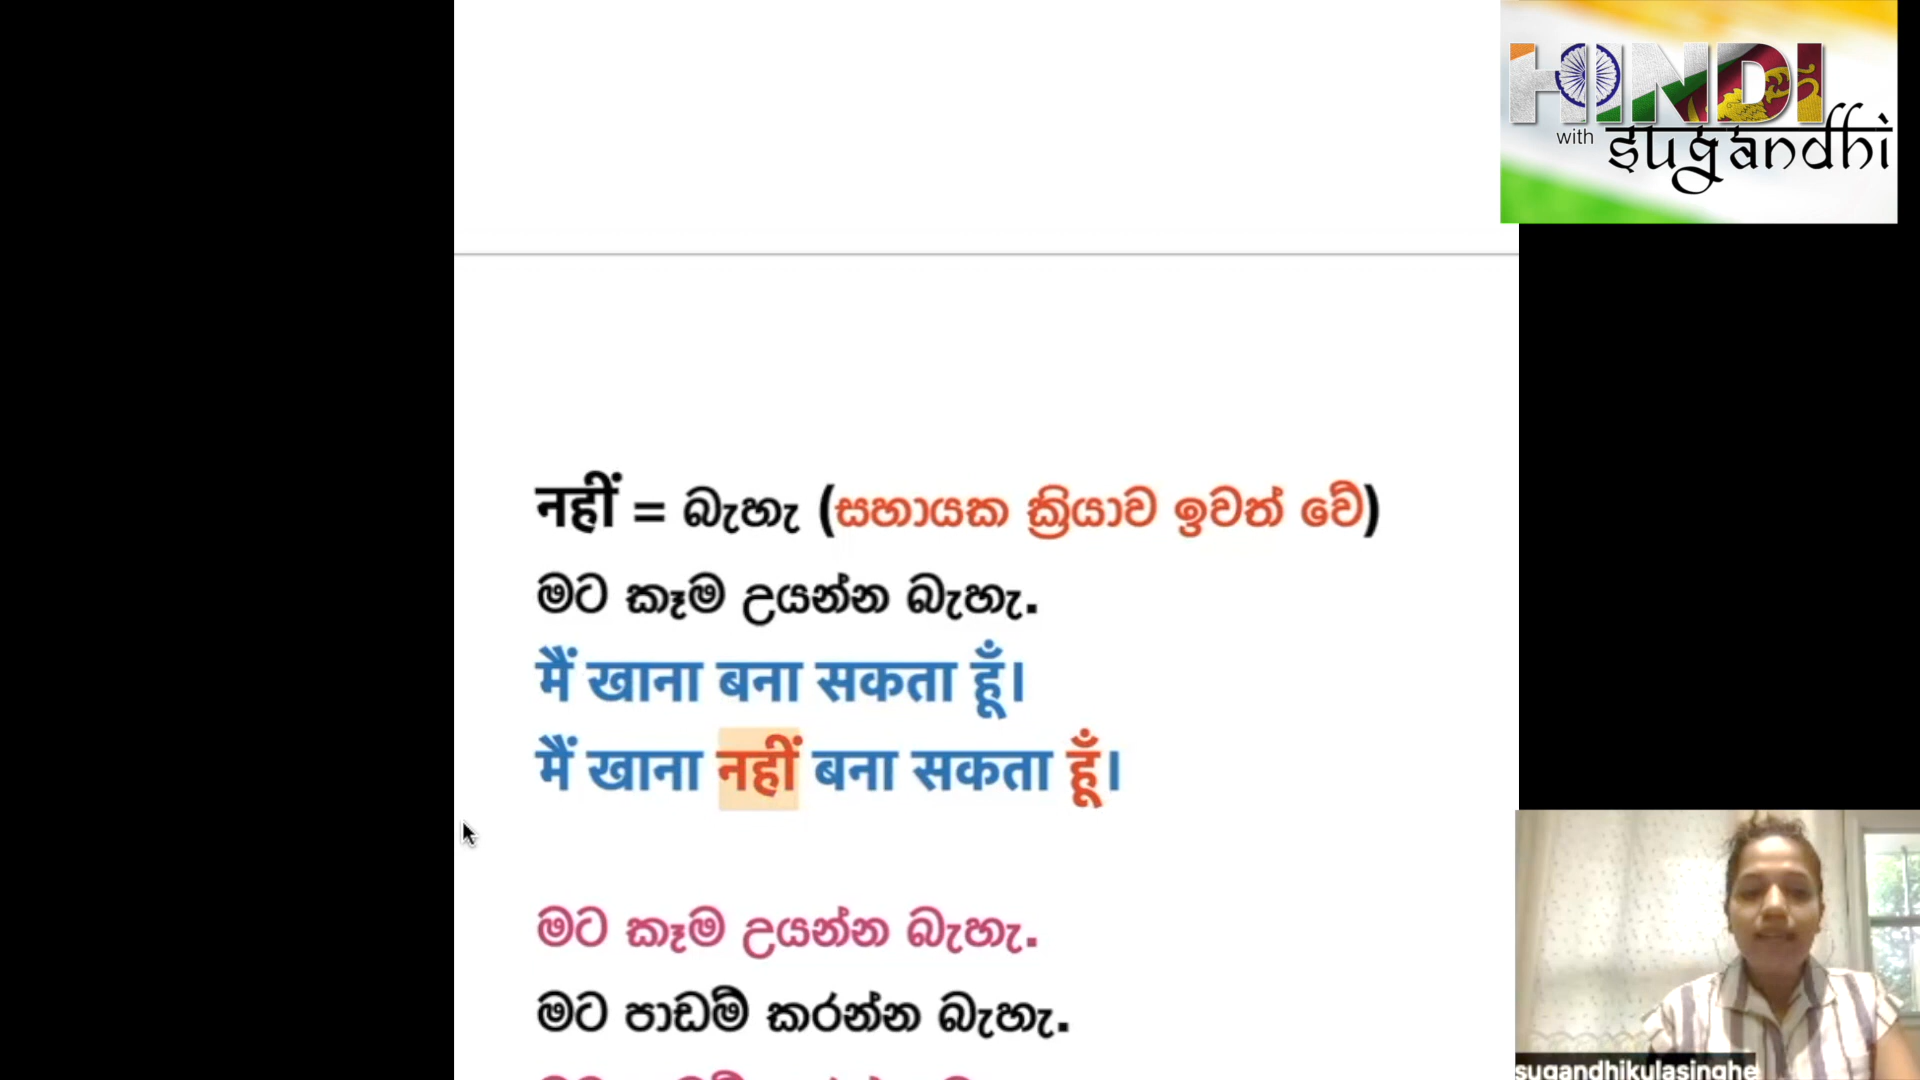 HINDI
with sugandhi
नहीं = බැහැ (සහායක ක්‍රියාව ඉවත් වේ)
මට කෑම උයන්න බැහැ.
मैं खाना बना सकता हूँ।
मैं खाना नहीं बना सकता हूँ।
මට කෑම උයන්න බැහැ.
මට පාඩම් කරන්න බැහැ.
sugandhikulasinghe